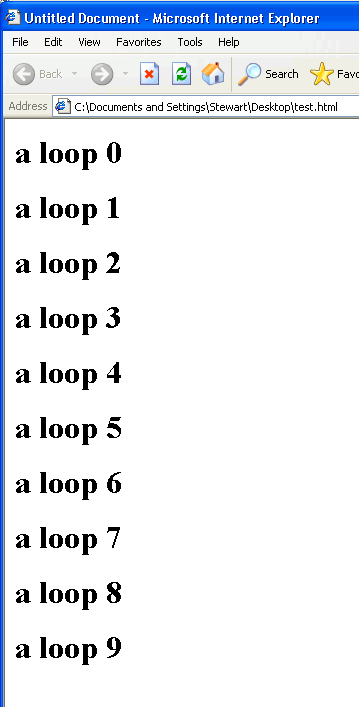 Untitled Document - Microsoft Internet Explorer
File Edit View Favorites Tools Help
Back Search
Address C:\Documents and Settings\Stewart\Desktop\test.html
a loop 0
a loop 1
a loop 2
a loop 3
a loop 4
a loop 5
a loop 6
a loop 7
a loop 8
a loop 9